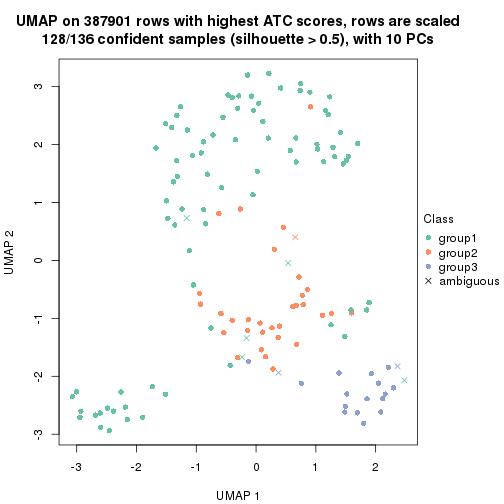 UMAP on 387901 rows with highest ATC scores, rows are scaled
128/136 confident samples (silhouette > 0.5), with 10 PCs
3
2
1
0
-1
-2
-3
UMAP 2
-3 -2 -1 0 1 2
UMAP 1
Class
group1
group2
group3
ambiguous